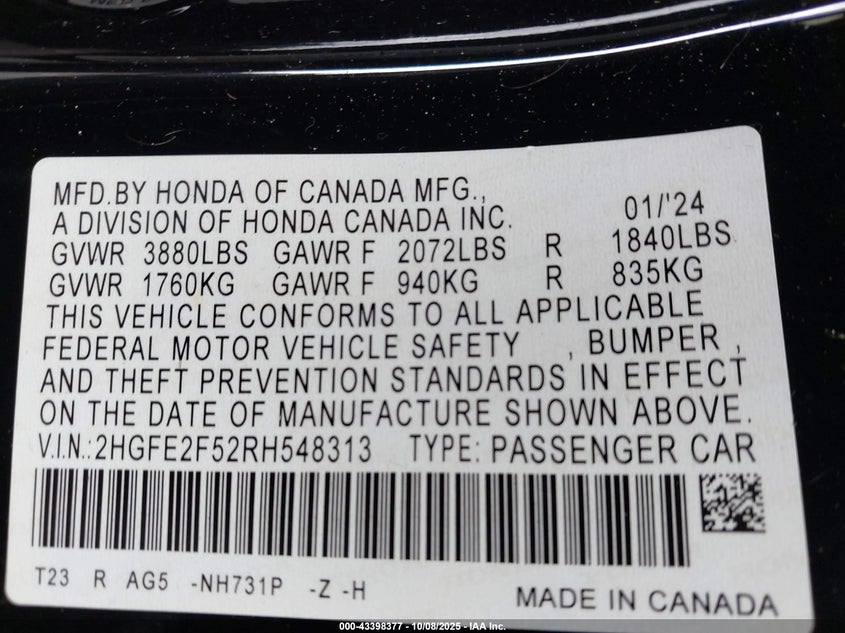 MFD.BY HONDA OF CANADA MFG.,
A DIVISION OF HONDA CANADA INC. 01/'24
GVWR 3880LBS GAWR F 2072LBS R 1840LBS
GVWR 1760KG GAWR F 940KG R 835KG
THIS VEHICLE CONFORMS TO ALL APPLICABLE
FEDERAL MOTOR VEHICLE SAFETY , BUMPER ,
AND THEFT PREVENTION STANDARDS IN EFFECT
ON THE DATE OF MANUFACTURE SHOWN ABOVE.
V.I.N.:2HGFE2F52RH548313 TYPE: PASSENGER CAR
T23 R AG5 -NH731P -Z -H
MADE IN CANADA
000-43398377 - 10/08/2025 - IAA Inc.